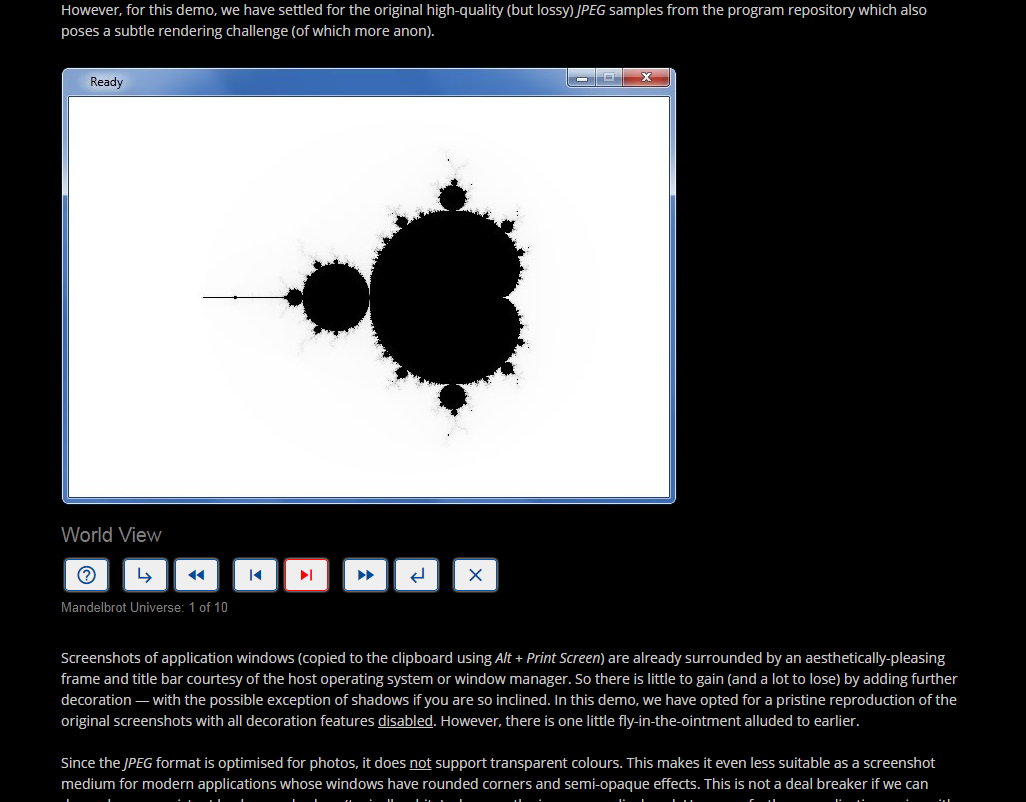 However, for this demo, we have settled for the original high-quality (but lossy) JPEG samples from the program repository which also
poses a subtle rendering challenge (of which more anon).
Ready
World View
Mandelbrot Universe: 1 of 10
Screenshots of application windows (copied to the clipboard using Alt + Print Screen) are already surrounded by an aesthetically-pleasing
frame and title bar courtesy of the host operating system or window manager. So there is little to gain (and a lot to lose) by adding further
decoration — with the possible exception of shadows if you are so inclined. In this demo, we have opted for a pristine reproduction of the
original screenshots with all decoration features disabled. However, there is one little fly-in-the-ointment alluded to earlier.
Since the JPEG format is optimised for photos, it does not support transparent colours. This makes it even less suitable as a screenshot
medium for modern applications whose windows have rounded corners and semi-opaque effects. This is not a deal breaker if we can